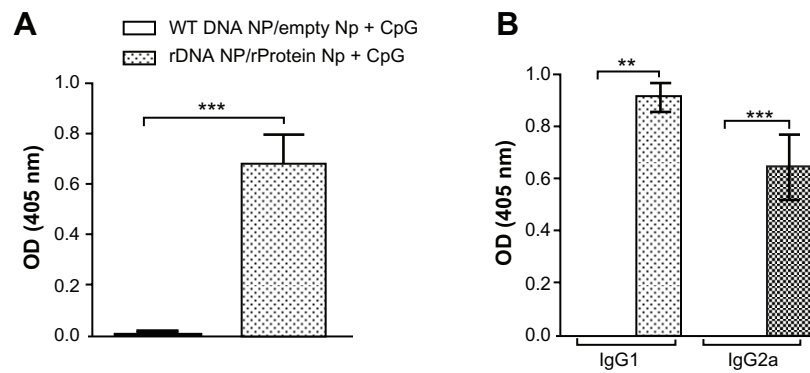 A
WT DNA NP/empty Np + CpG
rDNA NP/rProtein Np + CpG
OD (405 nm)
1.0
0.8
0.6
0.4
0.2
0.0
***
B
OD (405 nm)
1.0
0.8
0.6
0.4
0.2
0.0
**
***
IgG1
IgG2a